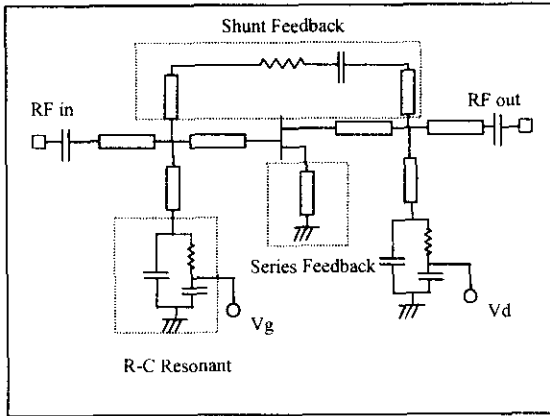 Shunt Feedback
RF in
RF out
Series Feedback
Vg
Vd
R-C Resonant